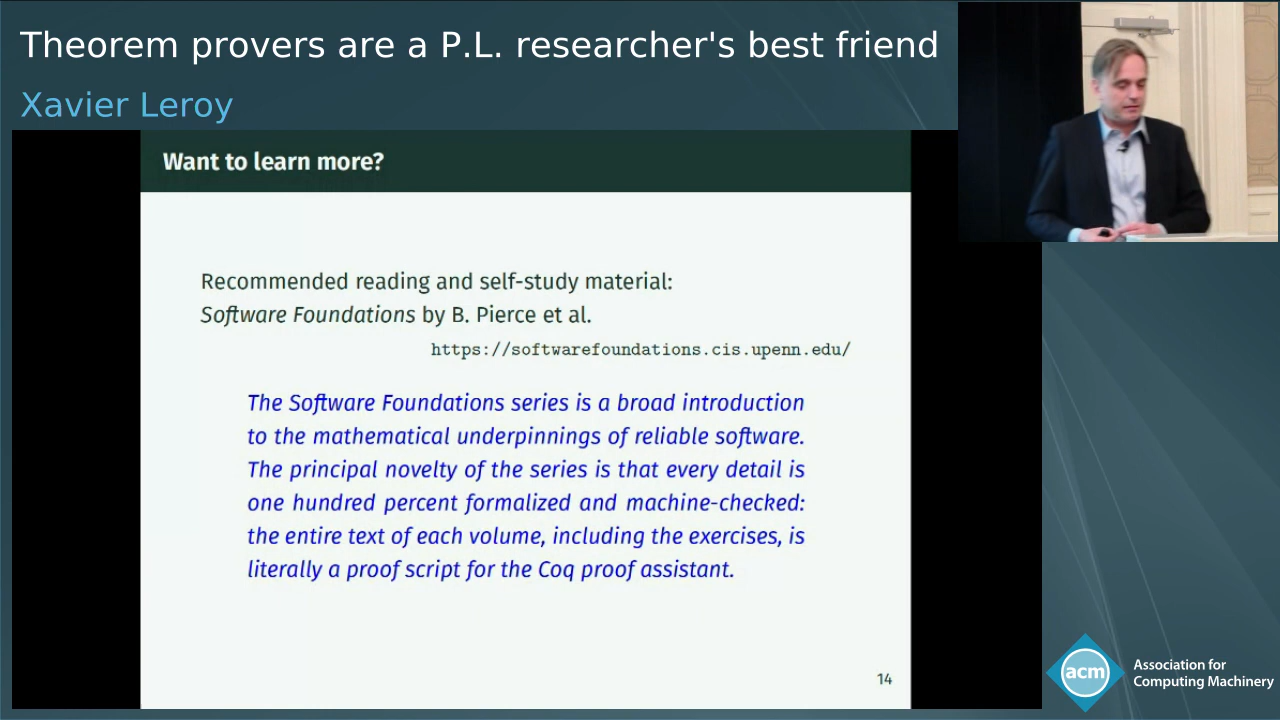 Theorem provers are a P.L. researcher's best friend
Xavier Leroy
Want to learn more?
Recommended reading and self-study material:
Software Foundations by B. Pierce et al.
https://softwarefoundations.cis.upenn.edu/
The Software Foundations series is a broad introduction
to the mathematical underpinnings of reliable software.
The principal novelty of the series is that every detail is
one hundred percent formalized and machine-checked:
the entire text of each volume, including the exercises, is
literally a proof script for the Coq proof assistant.
14
acm
Association for
Computing Machinery